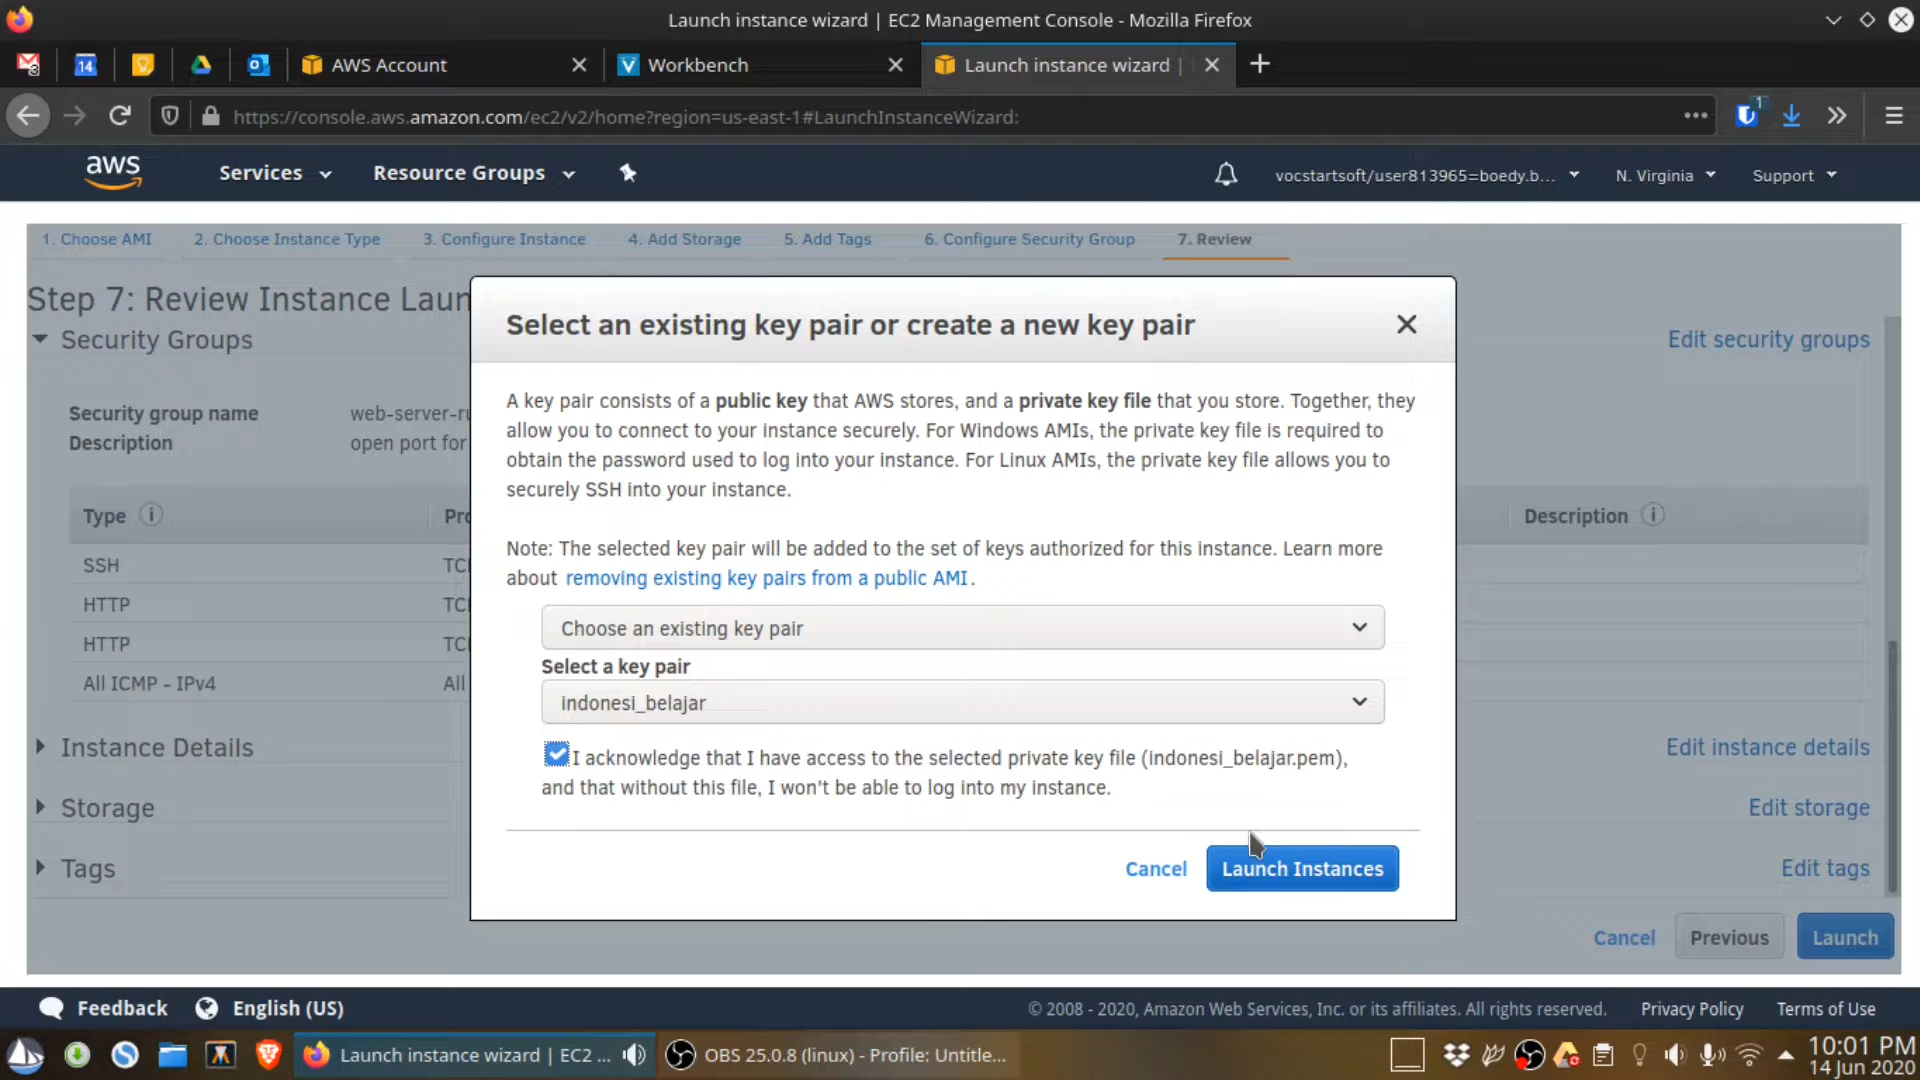 Launch instance wizard | EC2 Management Console - Mozilla Firefox
3
14
AWS Account
Workbench
Launch instance wizard |
https://console.aws.amazon.com/ec2/v2/home?region=us-east-1#LaunchInstanceWizard:
1
aws
Services
Resource Groups
vocstartsoft/user813965=boedy.b...
N. Virginia
Support
1. Choose AMI
2. Choose Instance Type
3. Configure Instance
4. Add Storage
5. Add Tags
6. Configure Security Group
7. Review
Step 7: Review Instance Laun
Security Groups
Edit security groups
Security group name
web-server-ru
Description
open port for
Type
Pro
Description
SSH
TCP
HTTP
TCP
HTTP
TCP
All ICMP - IPv4
All
Instance Details
Edit instance details
Storage
Edit storage
Tags
Edit tags
Cancel
Previous
Launch
Select an existing key pair or create a new key pair
A key pair consists of a public key that AWS stores, and a private key file that you store. Together, they
allow you to connect to your instance securely. For Windows AMIs, the private key file is required to
obtain the password used to log into your instance. For Linux AMIs, the private key file allows you to
securely SSH into your instance.
Note: The selected key pair will be added to the set of keys authorized for this instance. Learn more
about removing existing key pairs from a public AMI.
Choose an existing key pair
Select a key pair
indonesi_belajar
I acknowledge that I have access to the selected private key file (indonesi_belajar.pem),
and that without this file, I won't be able to log into my instance.
Cancel
Launch Instances
Feedback
English (US)
© 2008 - 2020, Amazon Web Services, Inc. or its affiliates. All rights reserved.
Privacy Policy
Terms of Use
Launch instance wizard | EC2 ...
OBS 25.0.8 (linux) - Profile: Untitle...
10:01 PM
14 Jun 2020